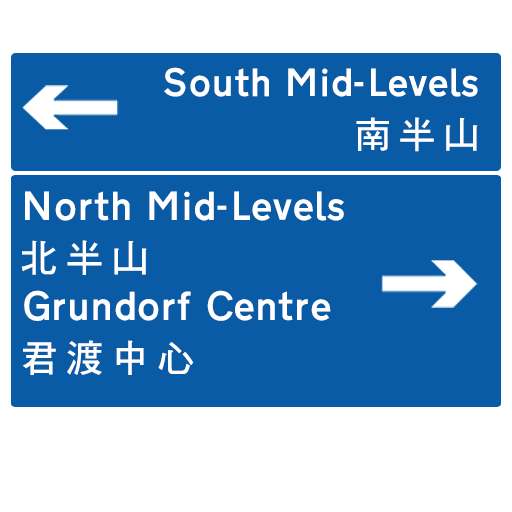 South Mid-Levels
南半山
North Mid-Levels
北半山
Grundorf Centre
君渡中心